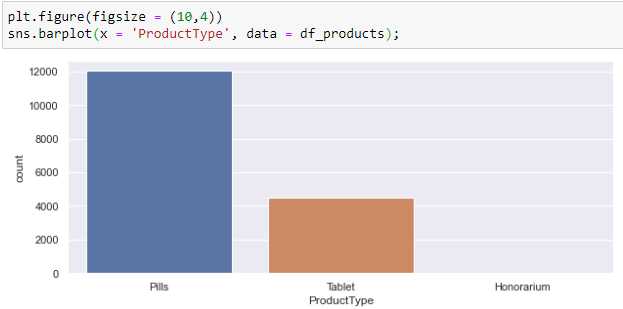 plt.figure(figsize = (10,4))
sns.barplot(x = 'ProductType', data = df_products);
12000
10000
8000
6000
4000
2000
0
count
Pills Tablet Honorarium
ProductType